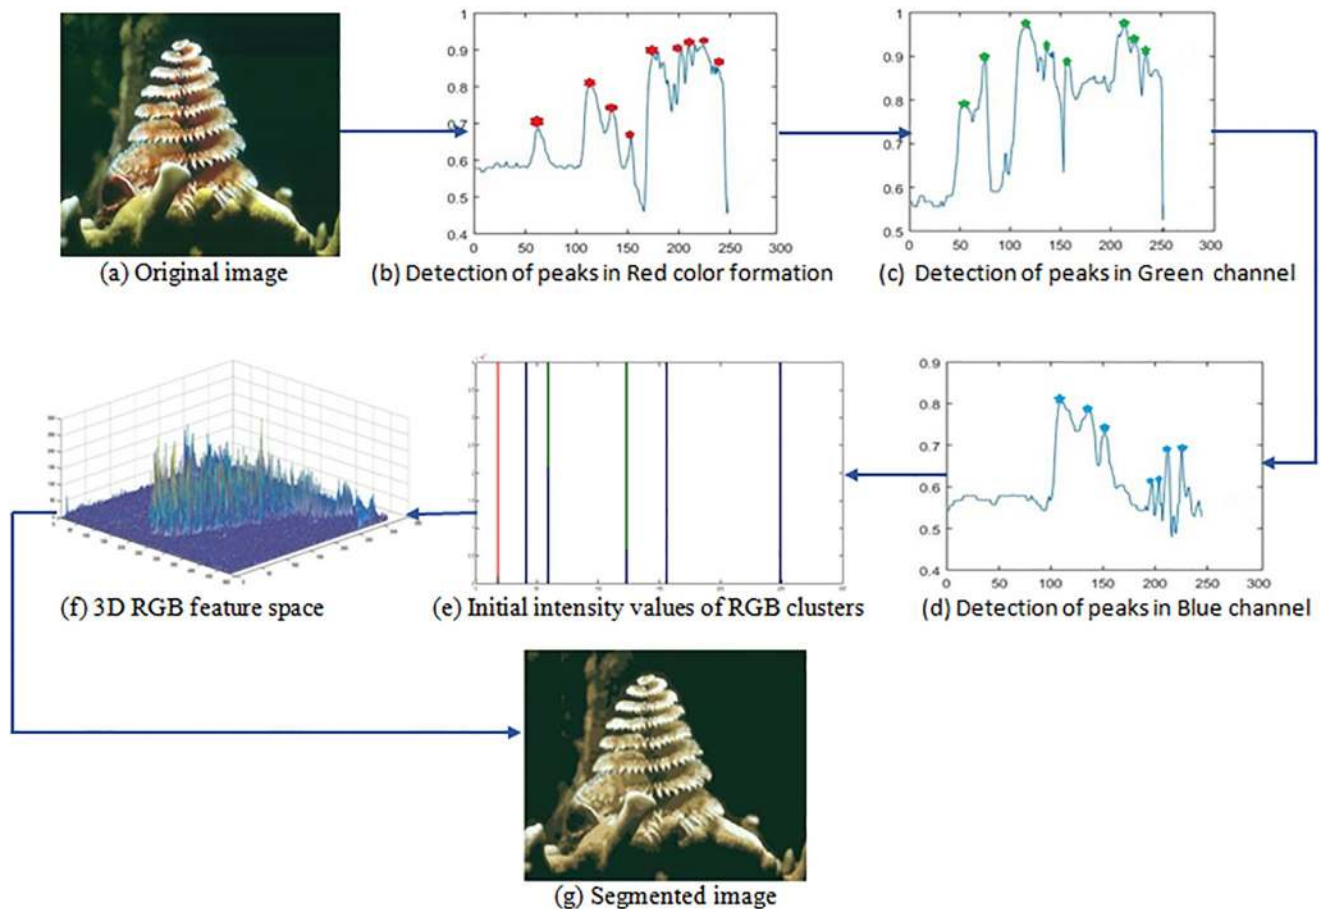 1
0.9
0.8
0.7
0.6
0.5
0.4
0 50 100 150 200 250 300
1
0.9
0.8
0.7
0.6
0.5
50 100 150 200 250 300
(a) Original image
(b) Detection of peaks in Red color formation
(c) Detection of peaks in Green channel
0.9
0.8
0.7
0.6
0.5
0.4
0 50 100 150 200 300
(f) 3D RGB feature space
(e) Initial intensity values of RGB clusters
(d) Detection of peaks in Blue channel
(g) Segmented image